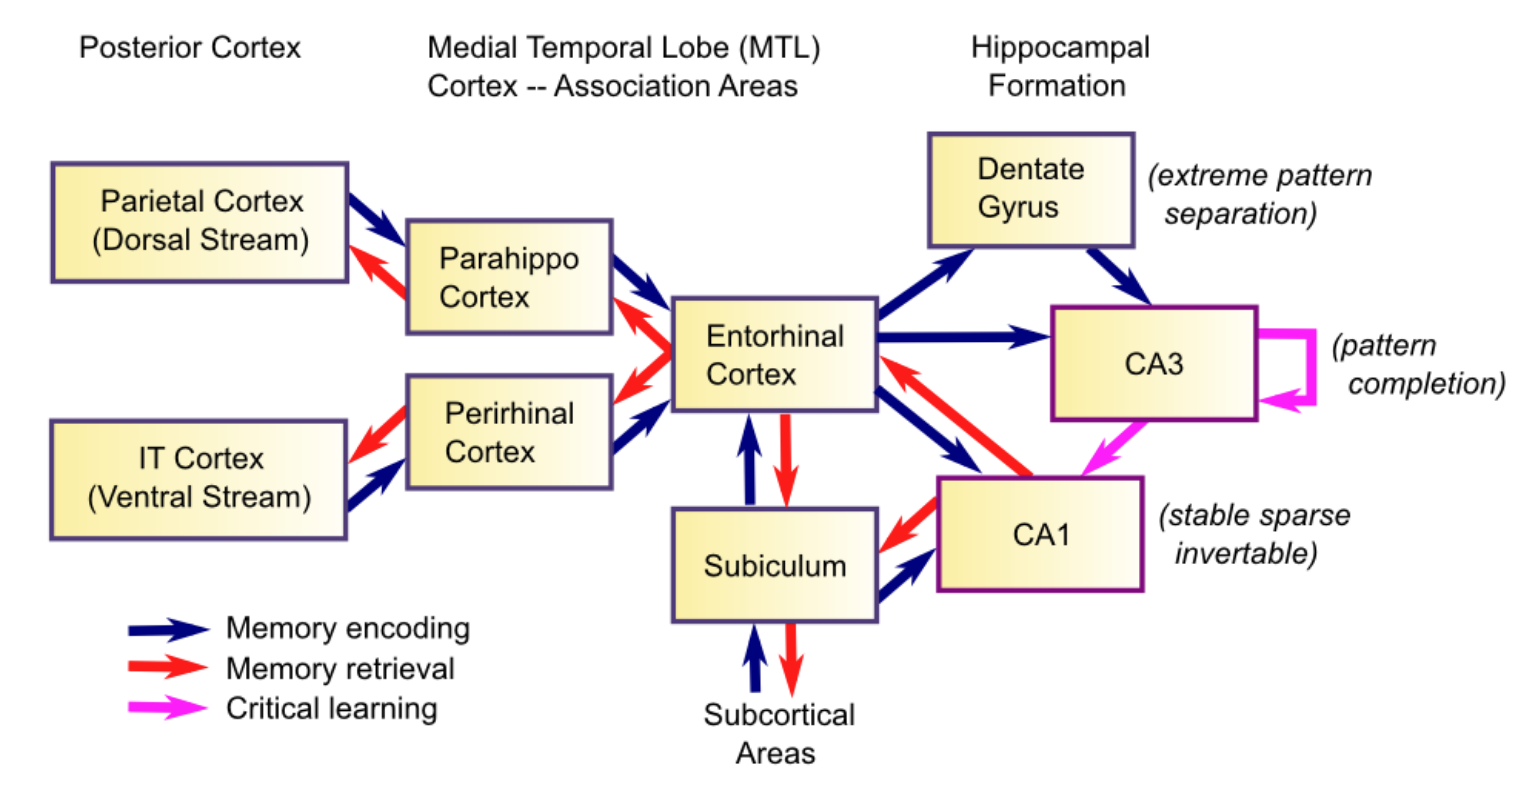 Posterior Cortex
Medial Temporal Lobe (MTL)
Cortex -- Association Areas
Hippocampal
Formation
Parietal Cortex
(Dorsal Stream)
Parahippo
Cortex
Dentate
Gyrus
(extreme pattern
separation)
Entorhinal
Cortex
CA3
(pattern
completion)
IT Cortex
(Ventral Stream)
Perirhinal
Cortex
Subiculum
CA1
(stable sparse
invertable)
Memory encoding
Memory retrieval
Critical learning
Subcortical
Areas